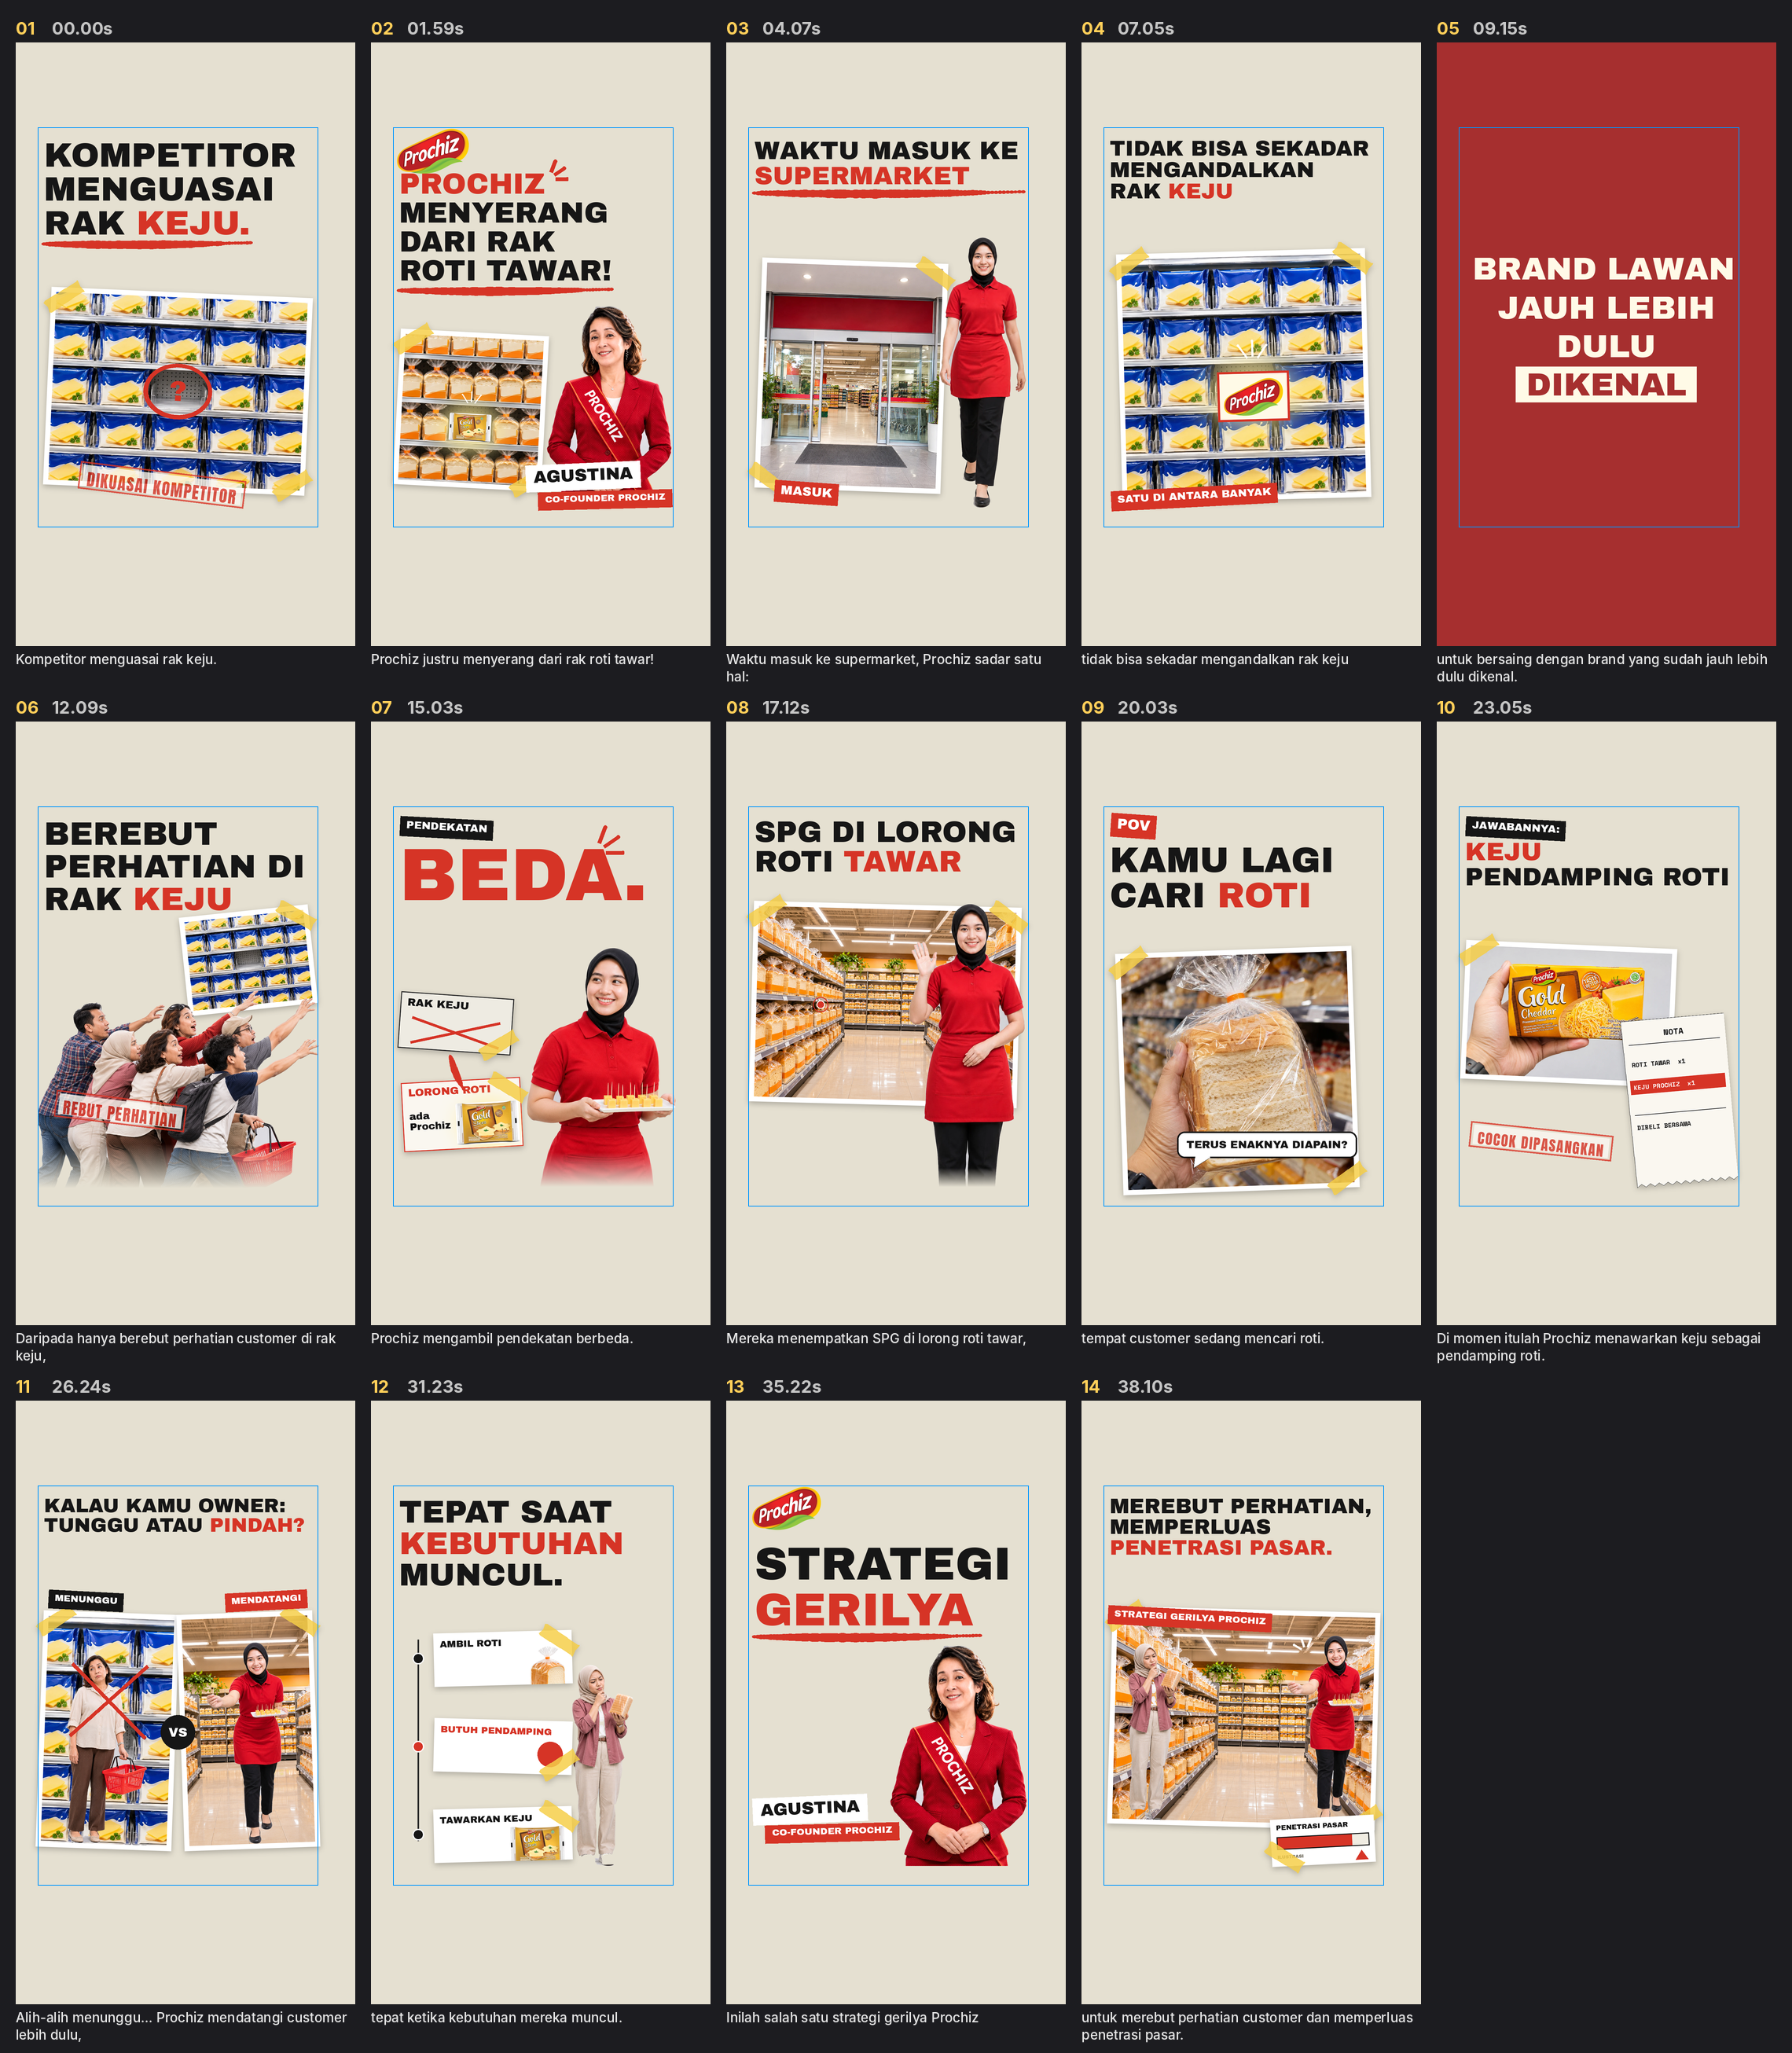 01 00.00s
KOMPETITOR
MENGUASAI
RAK KEJU.
?
DIKUASAI KOMPETITOR
Kompetitor menguasai rak keju.
02 01.59s
Prochiz
PROCHIZ
MENYERANG
DARI RAK
ROTI TAWAR!
Gold
PROCHIZ
AGUSTINA
CO-FOUNDER PROCHIZ
Prochiz justru menyerang dari rak roti tawar!
03 04.07s
WAKTU MASUK KE
SUPERMARKET
MASUK
Waktu masuk ke supermarket, Prochiz sadar satu
hal:
04 07.05s
TIDAK BISA SEKADAR
MENGANDALKAN
RAK KEJU
Prochiz
SATU DI ANTARA BANYAK
tidak bisa sekadar mengandalkan rak keju
05 09.15s
BRAND LAWAN
JAUH LEBIH
DULU
DIKENAL
untuk bersaing dengan brand yang sudah jauh lebih
dulu dikenal.
06 12.09s
BEREBUT
PERHATIAN DI
RAK KEJU
REBUT PERHATIAN
Daripada hanya berebut perhatian customer di rak
keju,
07 15.03s
PENDEKATAN
BEDA.
RAK KEJU
LORONG ROTI
ada
Prochiz
Gold
Prochiz mengambil pendekatan berbeda.
08 17.12s
SPG DI LORONG
ROTI TAWAR
Mereka menempatkan SPG di lorong roti tawar,
09 20.03s
POV
KAMU LAGI
CARI ROTI
TERUS ENAKNYA DIAPAIN?
tempat customer sedang mencari roti.
10 23.05s
JAWABANNYA:
KEJU
PENDAMPING ROTI
Prochiz
Gold
Cheddar
NOTA
ROTI TAWAR x1
KEJU PROCHIZ x1
DIBELI BERSAMA
COCOK DIPASANGKAN
Di momen itulah Prochiz menawarkan keju sebagai
pendamping roti.
11 26.24s
KALAU KAMU OWNER:
TUNGGU ATAU PINDAH?
MENUNGGU
MENDATANGI
VS
Alih-alih menunggu... Prochiz mendatangi customer
lebih dulu,
12 31.23s
TEPAT SAAT
KEBUTUHAN
MUNCUL.
AMBIL ROTI
BUTUH PENDAMPING
TAWARKAN KEJU
Gold
tepat ketika kebutuhan mereka muncul.
13 35.22s
Prochiz
STRATEGI
GERILYA
PROCHIZ
AGUSTINA
CO-FOUNDER PROCHIZ
Inilah salah satu strategi gerilya Prochiz
14 38.10s
MEREBUT PERHATIAN,
MEMPERLUAS
PENETRASI PASAR.
STRATEGI GERILYA PROCHIZ
PENETRASI PASAR
untuk merebut perhatian customer dan memperluas
penetrasi pasar.